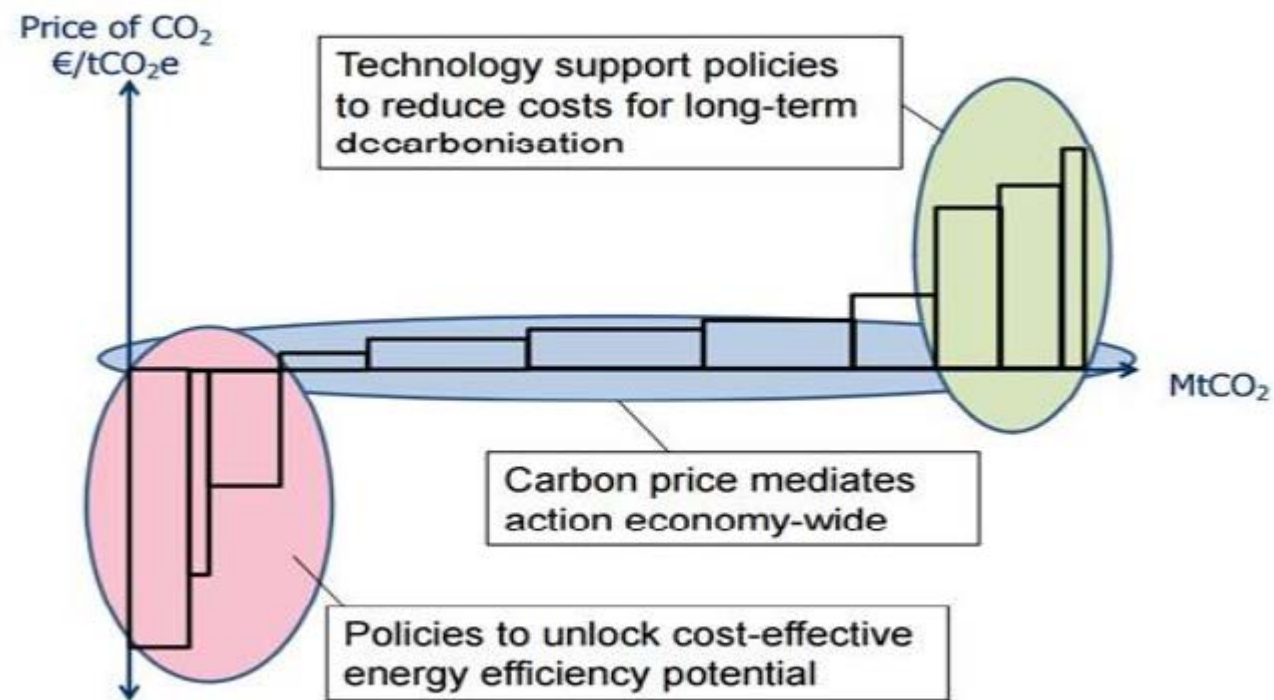 Price of CO₂
€/tCO₂e
Technology support policies
to reduce costs for long-term
decarbonisation
MtCO₂
Carbon price mediates
action economy-wide
Policies to unlock cost-effective
energy efficiency potential